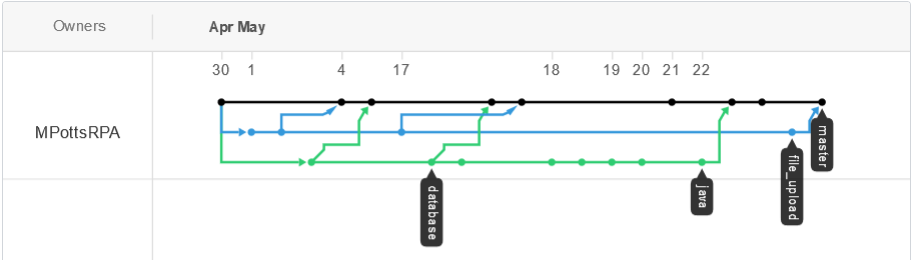 Owners
Apr May
30 1 4 17 18 19 20 21 22
MPottsRPA
master
file_upload
java
database